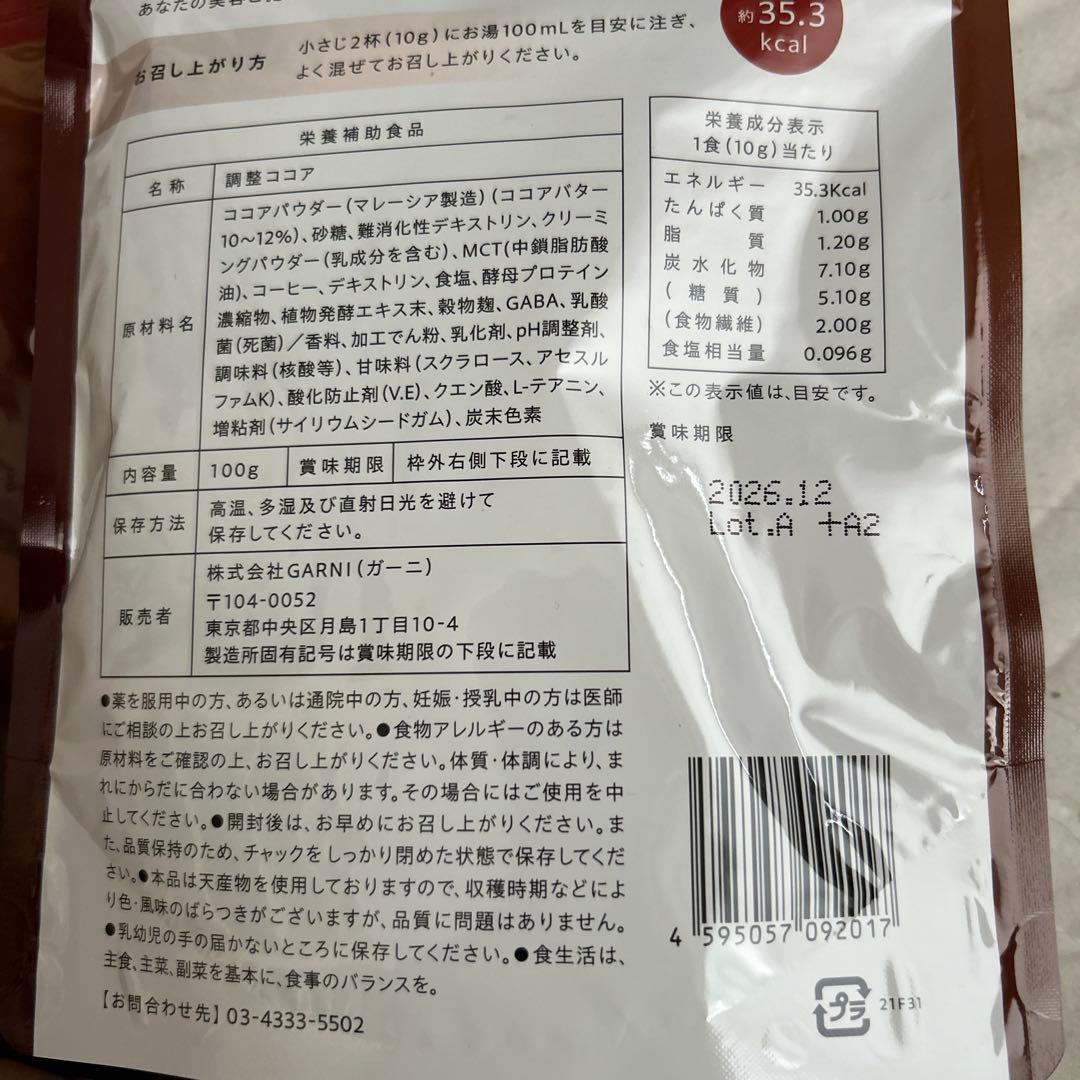 あなたの美容と
約35.3
kcal
お召し上がり方
小さじ2杯(10g)にお湯100mLを目安に注ぎ、
よく混ぜてお召し上がりください。
栄養補助食品
名称
調整ココア
原材料名
ココアパウダー(マレーシア製造)(ココアバター
10〜12%)、砂糖、難消化性デキストリン、クリーミ
ングパウダー(乳成分を含む)、MCT(中鎖脂肪酸
油)、コーヒー、デキストリン、食塩、酵母プロテイン
濃縮物、植物発酵エキス末、穀物麹、GABA、乳酸
菌(死菌)/香料、加工でん粉、乳化剤、pH調整剤、
調味料(核酸等)、甘味料(スクラロース、アセスル
ファムK)、酸化防止剤(V.E)、クエン酸、L-テアニン、
増粘剤(サイリウムシードガム)、炭末色素
内容量
100g
賞味期限
枠外右側下段に記載
保存方法
高温、多湿及び直射日光を避けて
保存してください。
販売者
株式会社GARNI(ガーニ)
〒104-0052
東京都中央区月島1丁目10-4
製造所固有記号は賞味期限の下段に記載
栄養成分表示
1食(10g)当たり
エネルギー 35.3Kcal
たんぱく質 1.00g
脂質 1.20g
炭水化物 7.10g
(糖質) 5.10g
(食物繊維) 2.00g
食塩相当量 0.096g
※この表示値は、目安です。
賞味期限
2026.12
Lot.A +A2
●薬を服用中の方、あるいは通院中の方、妊娠・授乳中の方は医師
にご相談の上お召し上がりください。●食物アレルギーのある方は
原材料をご確認の上、お召し上がりください。体質・体調により、ま
れにからだに合わない場合があります。その場合にはご使用を中
止してください。●開封後は、お早めにお召し上がりください。ま
た、品質保持のため、チャックをしっかり閉めた状態で保存してくだ
さい。●本品は天産物を使用しておりますので、収穫時期などによ
り色・風味のばらつきがございますが、品質に問題はありません。
●乳幼児の手の届かないところに保存してください。●食生活は、
主食、主菜、副菜を基本に、食事のバランスを。
【お問合わせ先】03-4333-5502
4 595057 092017
プラ
21F31